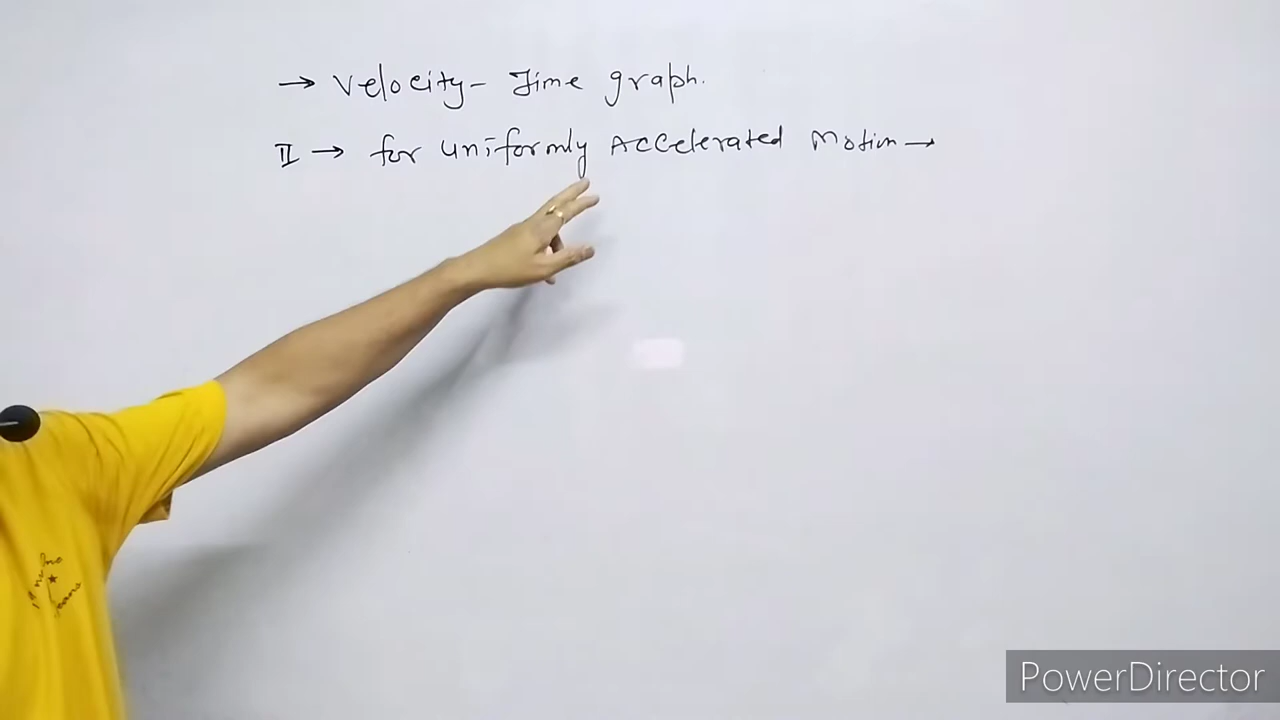 → Velocity- Time graph.
II → for Uniformly Accelerated Motion →
PowerDirector